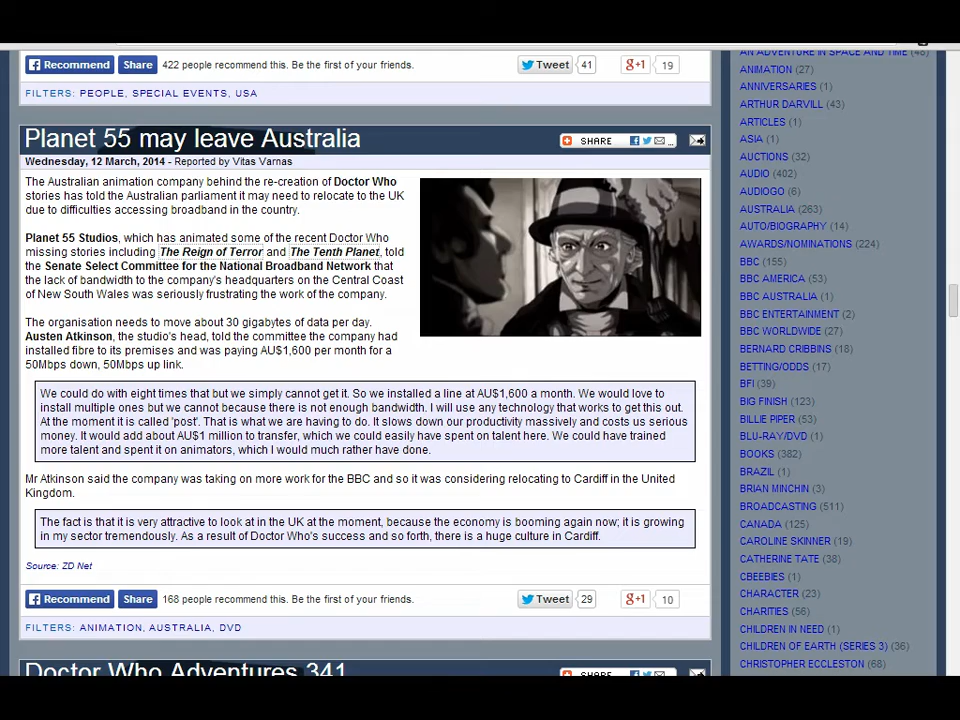 Recommend Share 422 people recommend this. Be the first of your friends. Tweet 41 g+1 19
FILTERS: PEOPLE, SPECIAL EVENTS, USA
Planet 55 may leave Australia SHARE
Wednesday, 12 March, 2014 - Reported by Vitas Varnas
The Australian animation company behind the re-creation of Doctor Who
stories has told the Australian parliament it may need to relocate to the UK
due to difficulties accessing broadband in the country.
Planet 55 Studios, which has animated some of the recent Doctor Who
missing stories including The Reign of Terror and The Tenth Planet, told
the Senate Select Committee for the National Broadband Network that
the lack of bandwidth to the company's headquarters on the Central Coast
of New South Wales was seriously frustrating the work of the company.
The organisation needs to move about 30 gigabytes of data per day.
Austen Atkinson, the studio's head, told the committee the company had
installed fibre to its premises and was paying AU$1,600 per month for a
50Mbps down, 50Mbps up link.
We could do with eight times that but we simply cannot get it. So we installed a line at AU$1,600 a month. We would love to
install multiple ones but we cannot because there is not enough bandwidth. I will use any technology that works to get this out.
At the moment it is called 'post'. That is what we are having to do. It slows down our productivity massively and costs us serious
money. It would add about AU$1 million to transfer, which we could easily have spent on talent here. We could have trained
more talent and spent it on animators, which I would much rather have done.
Mr Atkinson said the company was taking on more work for the BBC and so it was considering relocating to Cardiff in the United
Kingdom.
The fact is that it is very attractive to look at in the UK at the moment, because the economy is booming again now; it is growing
in my sector tremendously. As a result of Doctor Who's success and so forth, there is a huge culture in Cardiff.
Source: ZD Net
Recommend Share 168 people recommend this. Be the first of your friends. Tweet 29 g+1 10
FILTERS: ANIMATION, AUSTRALIA, DVD
Doctor Who Adventures 341 SHARE
AN ADVENTURE IN SPACE AND TIME (48)
ANIMATION (27)
ANNIVERSARIES (1)
ARTHUR DARVILL (43)
ARTICLES (1)
ASIA (1)
AUCTIONS (32)
AUDIO (402)
AUDIOGO (6)
AUSTRALIA (263)
AUTO/BIOGRAPHY (14)
AWARDS/NOMINATIONS (224)
BBC (155)
BBC AMERICA (53)
BBC AUSTRALIA (1)
BBC ENTERTAINMENT (2)
BBC WORLDWIDE (27)
BERNARD CRIBBINS (16)
BETTING/ODDS (17)
BFI (39)
BIG FINISH (123)
BILLIE PIPER (53)
BLU-RAY/DVD (1)
BOOKS (382)
BRAZIL (1)
BRIAN MINCHIN (3)
BROADCASTING (511)
CANADA (125)
CAROLINE SKINNER (19)
CATHERINE TATE (38)
CBEEBIES (1)
CHARACTER (23)
CHARITIES (56)
CHILDREN IN NEED (1)
CHILDREN OF EARTH (SERIES 3) (36)
CHRISTOPHER ECCLESTON (68)